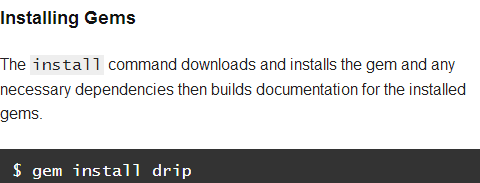 Installing Gems
The install command downloads and installs the gem and any
necessary dependencies then builds documentation for the installed
gems.
$ gem install drip